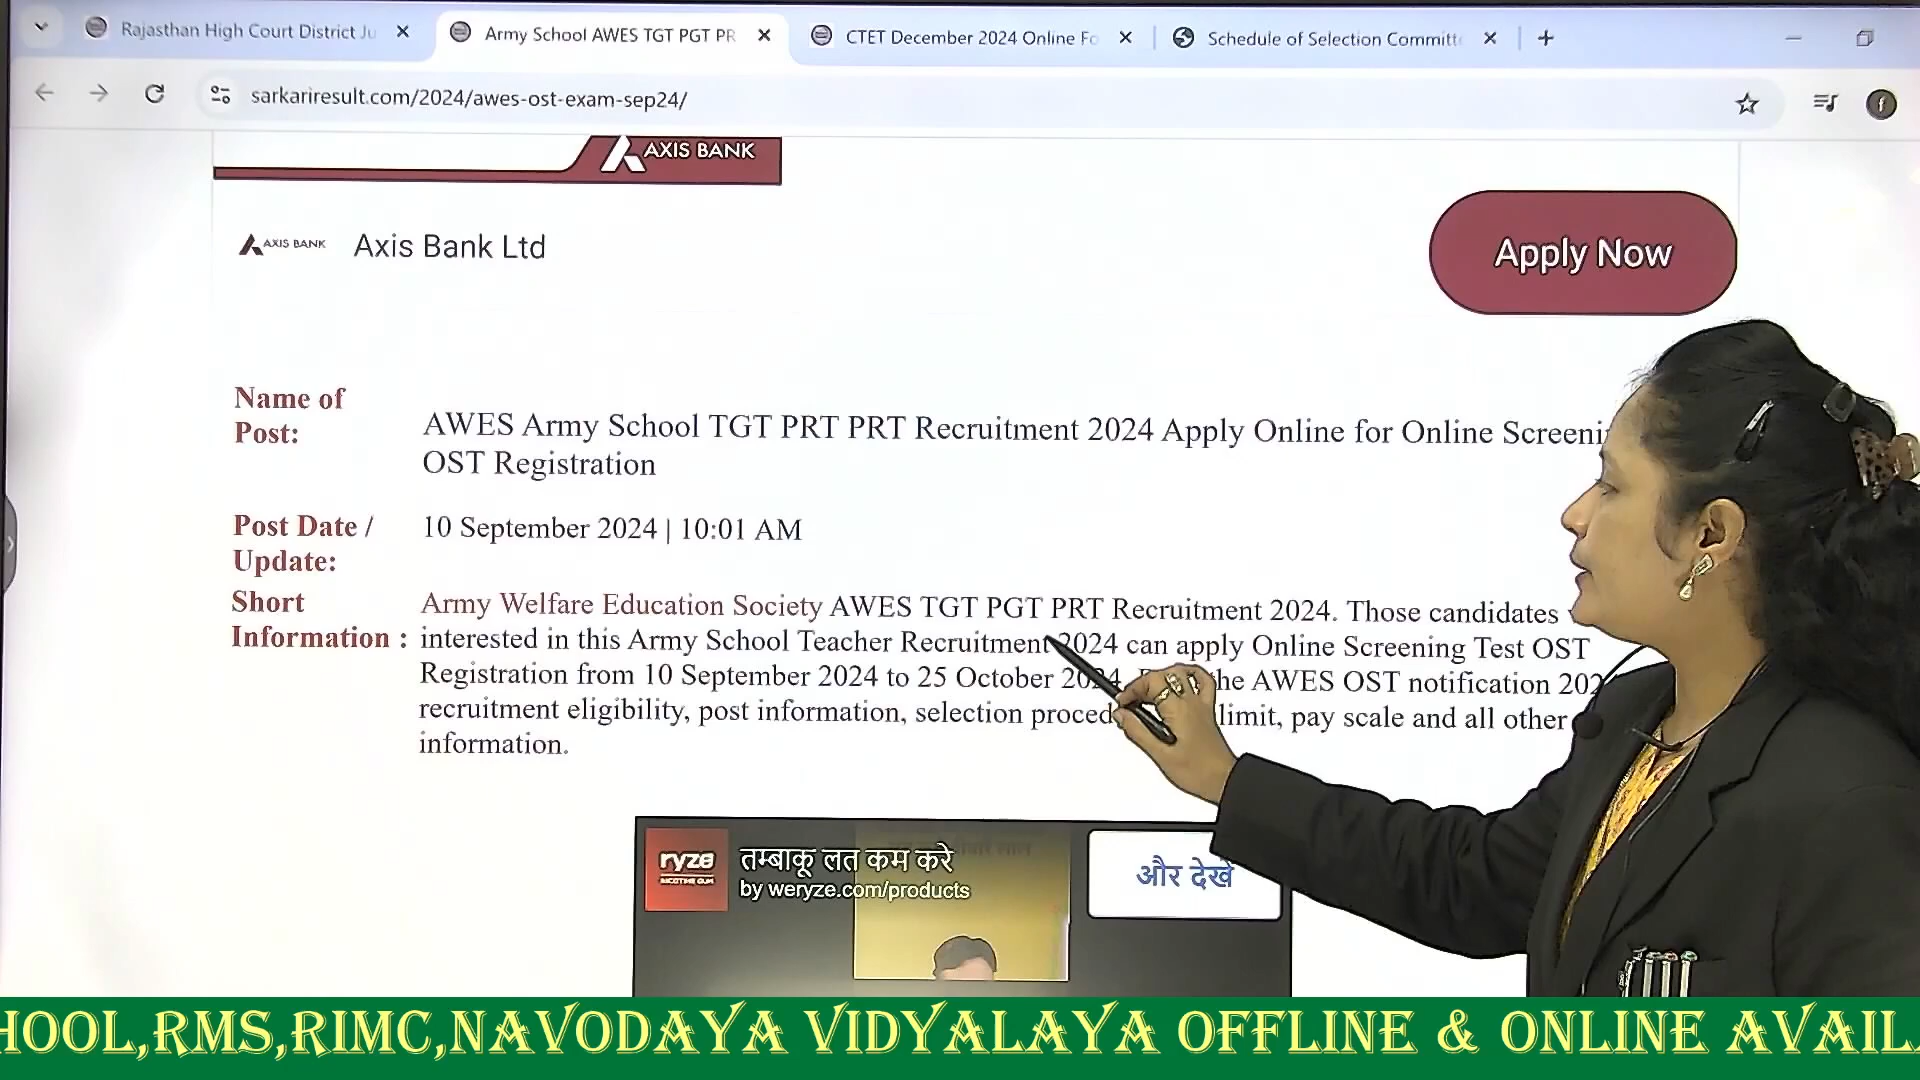 Rajasthan High Court District Ju
Army School AWES TGT PGT PR
CTET December 2024 Online Fo
Schedule of Selection Committe
sarkariresult.com/2024/awes-ost-exam-sep24/
AXIS BANK
AXIS BANK
Axis Bank Ltd
Apply Now
Name of Post:
AWES Army School TGT PRT PRT Recruitment 2024 Apply Online for Online
OST Registration
Post Date / Update:
10 September 2024 | 10:01 AM
Short Information :
Army Welfare Education Society AWES TGT PGT PRT Recruitment 2024. Those candidates
interested in this Army School Teacher Recruitment 2024 can apply Online Screening Test OST
Registration from 10 September 2024 to 25 October 2024. the AWES OST notification
recruitment eligibility, post information, selection limit, pay scale and all other
information.
ryze
NICOTINE GUM
तम्बाकू लत कम करे
by weryze.com/products
और देखें
HOOL,RMS,RIMC,NAVODAYA VIDYALAYA OFFLINE & ONLINE AVAIL